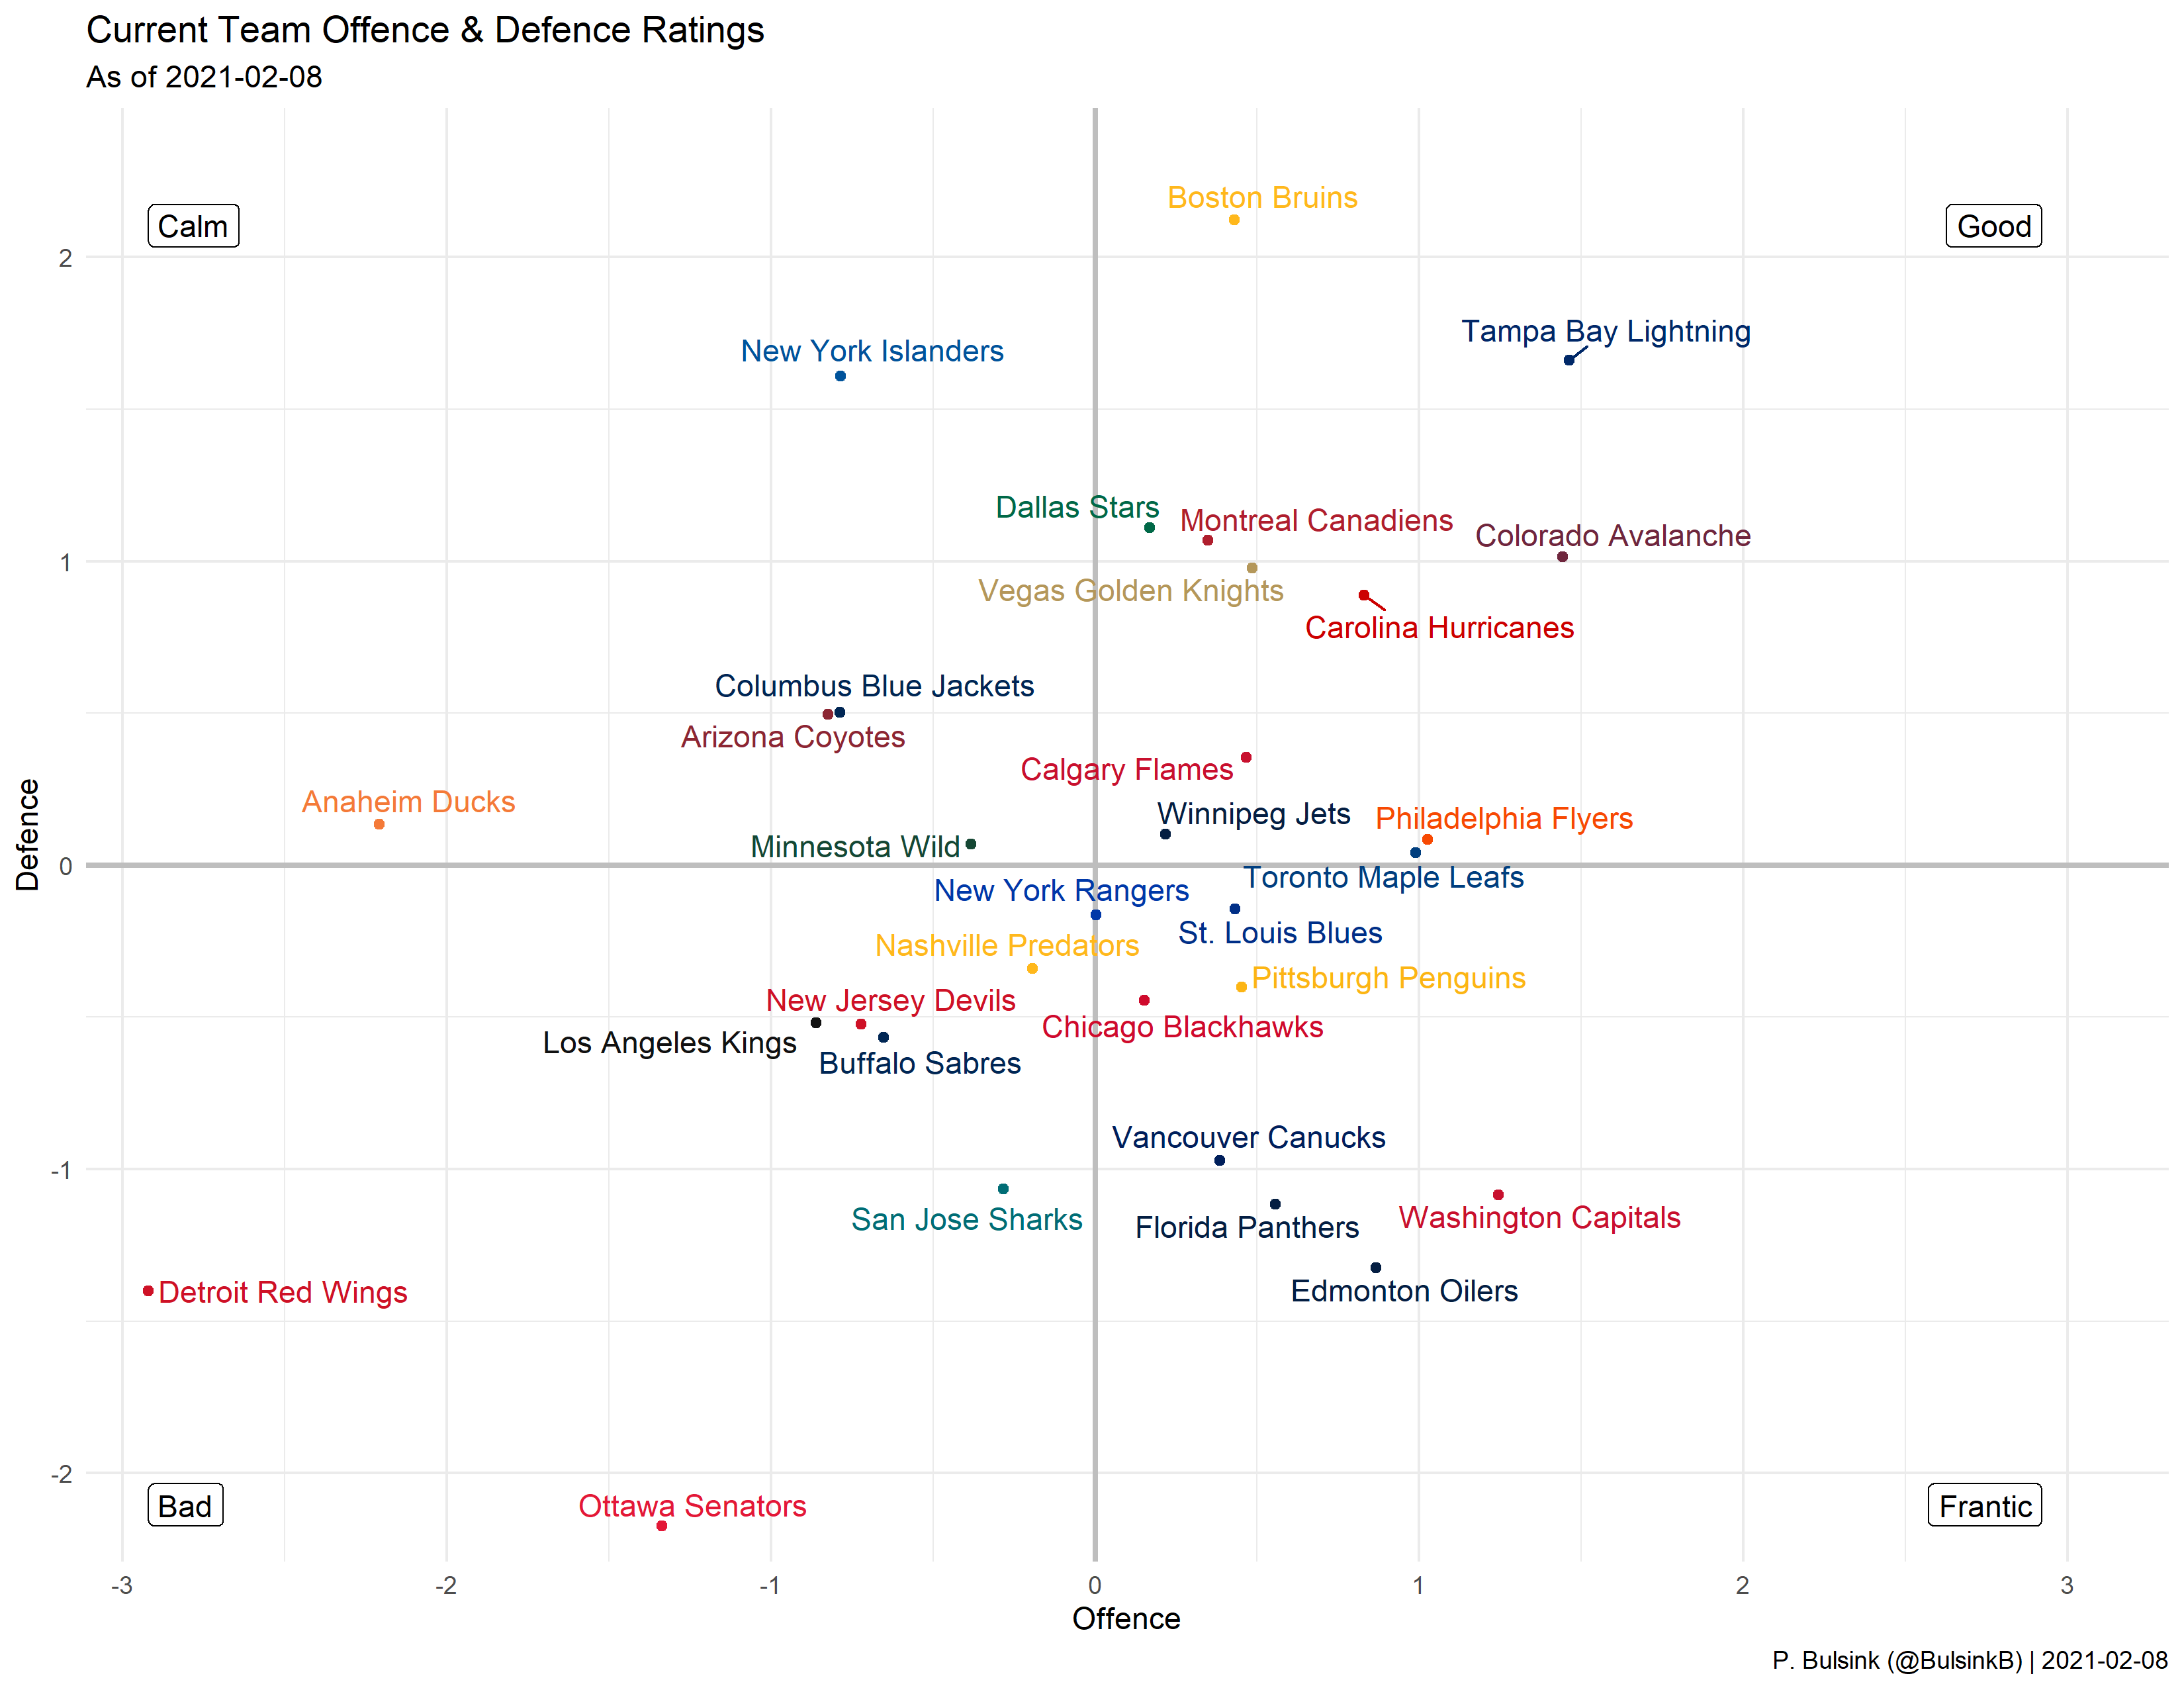 Current Team Offence & Defence Ratings
As of 2021-02-08
Boston Bruins
Calm
Good
2
Tampa Bay Lightning
New York Islanders
Dallas Stars
Montreal Canadiens
Colorado Avalanche
1
Vegas Golden Knights
Carolina Hurricanes
Columbus Blue Jackets
Arizona Coyotes
Calgary Flames
Anaheim Ducks
Winnipeg Jets
Philadelphia Flyers
Minnesota Wild
Defence
0
Toronto Maple Leafs
New York Rangers
St. Louis Blues
Nashville Predators
Pittsburgh Penguins
New Jersey Devils
Chicago Blackhawks
Los Angeles Kings
Buffalo Sabres
Vancouver Canucks
-1
San Jose Sharks
Washington Capitals
Florida Panthers
Detroit Red Wings
Edmonton Oilers
-2
Bad
Ottawa Senators
Frantic
-3 -2 -1 0 1 2 3
Offence
P. Bulsink (@BulsinkB) | 2021-02-08